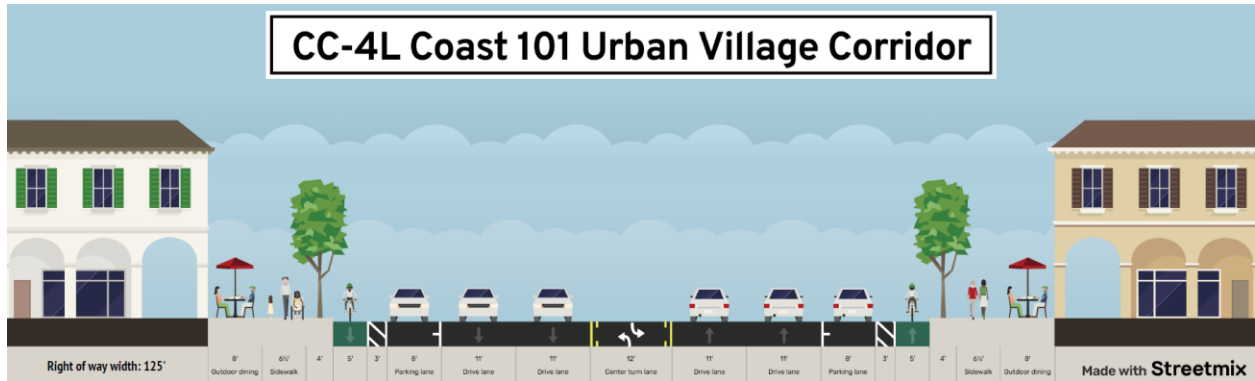 CC-4L Coast 101 Urban Village Corridor
Right of way width: 125'
8' 6½' 4' 5' 3' 8' 11' 11' 12' 11' 11' 8' 3' 5' 4' 6½' 8'
Outdoor dining Sidewalk Parking lane Drive lane Drive lane Center turn lane Drive lane Drive lane Parking lane Sidewalk Outdoor dining
Made with Streetmix